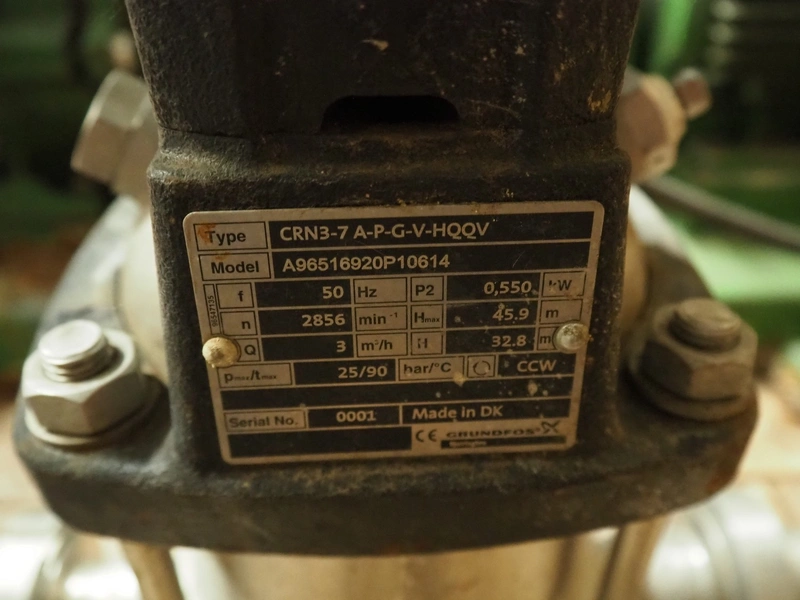 Type CRN3-7 A-P-G-V-HQQV
Model A96516920P10614
f 50 Hz P2 0,550 kW
n 2856 min⁻¹ Hmax 45.9 m
Q 3 m³/h H 32.8 m
pmax/tmax 25/90 bar/°C CCW
Serial No. 0001 Made in DK
CE GRUNDFOS